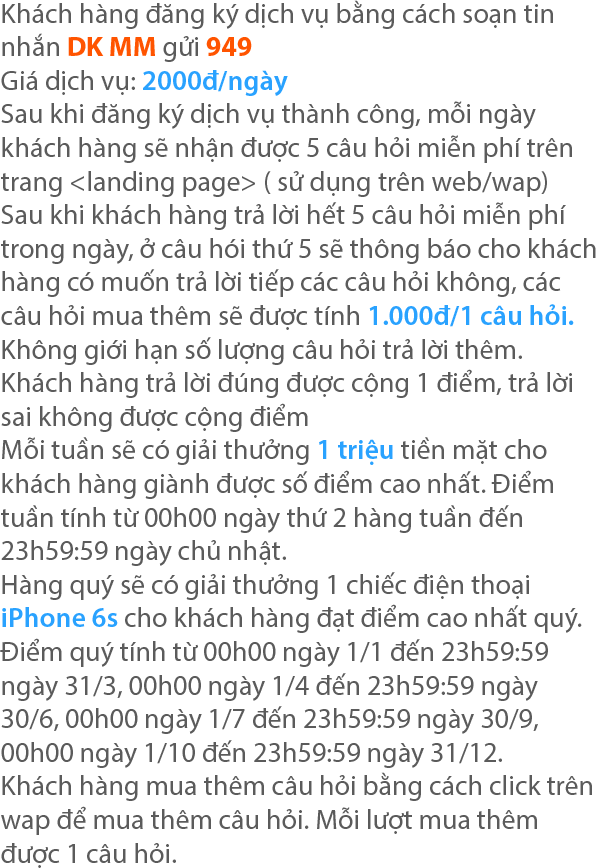 Khách hàng đăng ký dịch vụ bằng cách soạn tin
nhắn DK MM gửi 949
Giá dịch vụ: 2000đ/ngày
Sau khi đăng ký dịch vụ thành công, mỗi ngày
khách hàng sẽ nhận được 5 câu hỏi miễn phí trên
trang <landing page> ( sử dụng trên web/wap)
Sau khi khách hàng trả lời hết 5 câu hỏi miễn phí
trong ngày, ở câu hói thứ 5 sẽ thông báo cho khách
hàng có muốn trả lời tiếp các câu hỏi không, các
câu hỏi mua thêm sẽ được tính 1.000đ/1 câu hỏi.
Không giới hạn số lượng câu hỏi trả lời thêm.
Khách hàng trả lời đúng được cộng 1 điểm, trả lời
sai không được cộng điểm
Mỗi tuần sẽ có giải thưởng 1 triệu tiền mặt cho
khách hàng giành được số điểm cao nhất. Điểm
tuần tính từ 00h00 ngày thứ 2 hàng tuần đến
23h59:59 ngày chủ nhật.
Hàng quý sẽ có giải thưởng 1 chiếc điện thoại
iPhone 6s cho khách hàng đạt điểm cao nhất quý.
Điểm quý tính từ 00h00 ngày 1/1 đến 23h59:59
ngày 31/3, 00h00 ngày 1/4 đến 23h59:59 ngày
30/6, 00h00 ngày 1/7 đến 23h59:59 ngày 30/9,
00h00 ngày 1/10 đến 23h59:59 ngày 31/12.
Khách hàng mua thêm câu hỏi bằng cách click trên
wap để mua thêm câu hỏi. Mỗi lượt mua thêm
được 1 câu hỏi.